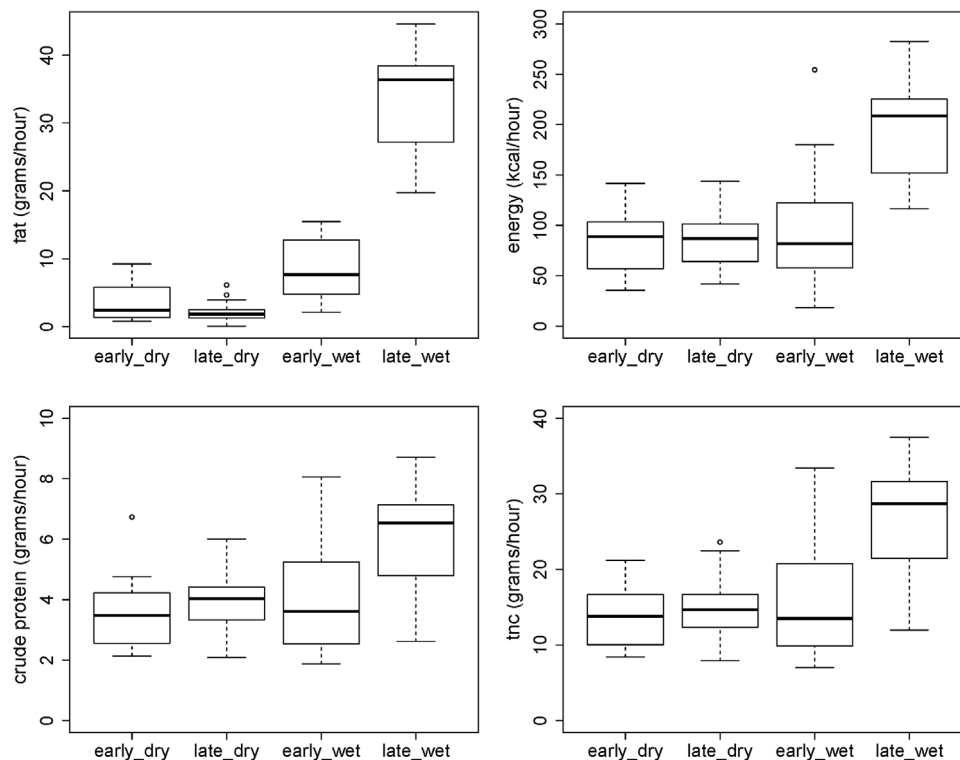 fat (grams/hour)
0
10
20
30
40
early_dry late_dry early_wet late_wet
energy (kcal/hour)
0
50
100
150
200
250
300
early_dry late_dry early_wet late_wet
crude protein (grams/hour)
0
2
4
6
8
10
early_dry late_dry early_wet late_wet
tnc (grams/hour)
0
10
20
30
40
early_dry late_dry early_wet late_wet